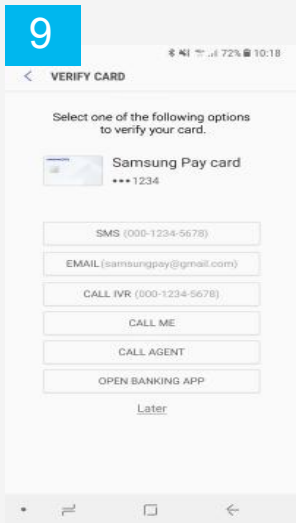 9
72% 10:18
VERIFY CARD
Select one of the following options
to verify your card.
Samsung Pay card
•••1234
SMS (000-1234-5678)
EMAIL(samsungpay@gmail.com)
CALL IVR (000-1234-5678)
CALL ME
CALL AGENT
OPEN BANKING APP
Later